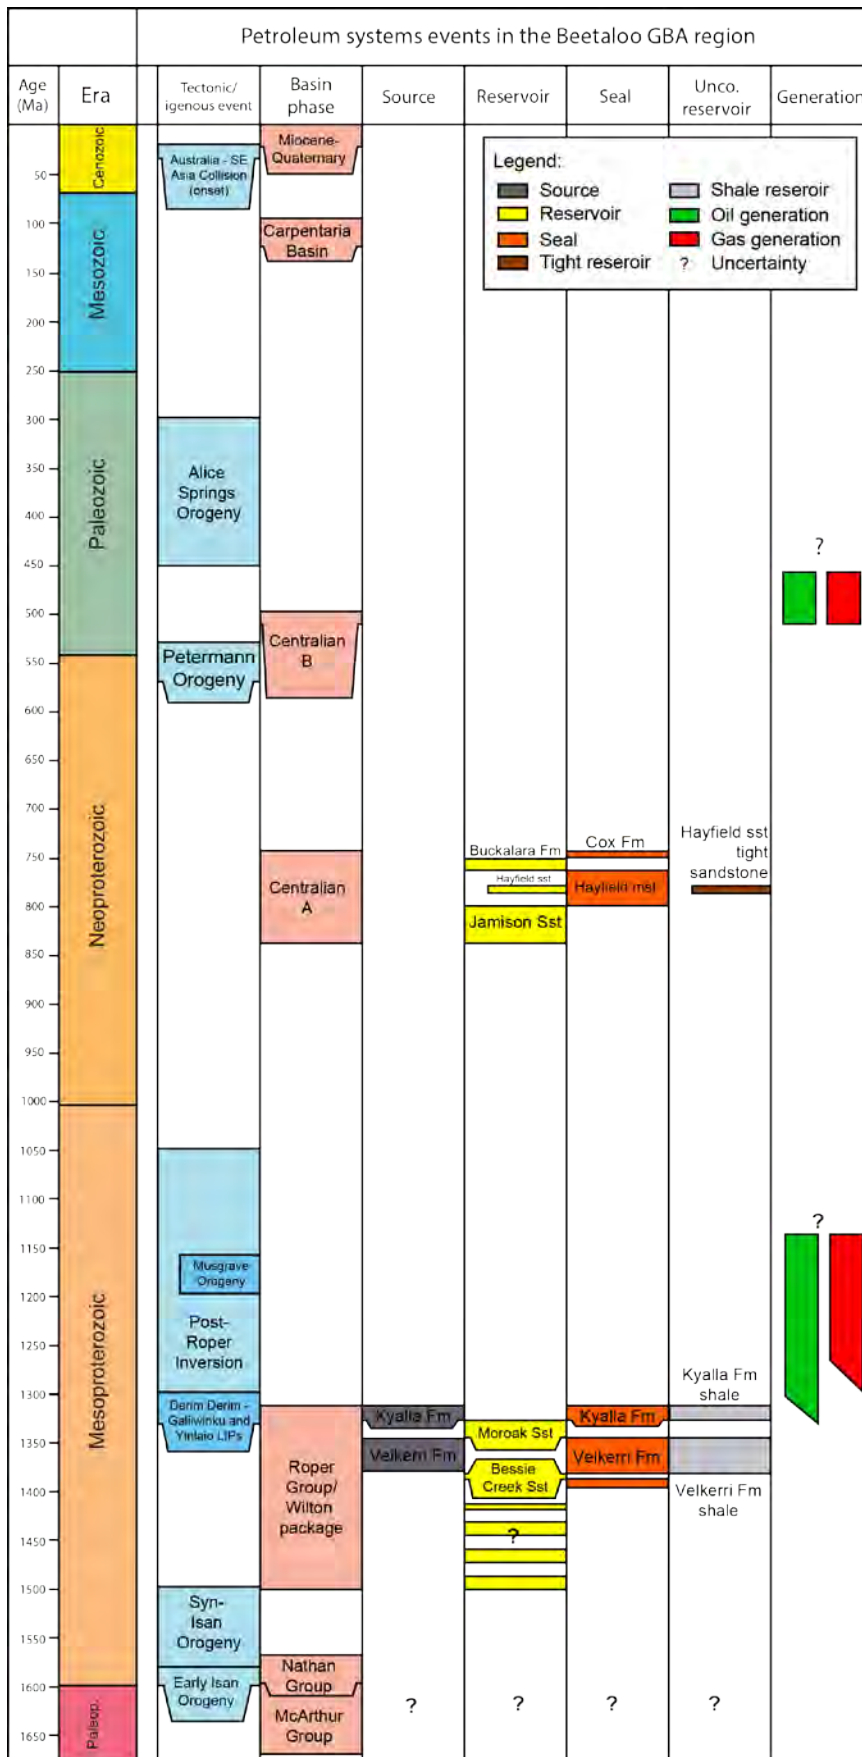 Petroleum systems events in the Beetaloo GBA region
Age
(Ma)
Era
Tectonic/
igenous event
Basin
phase
Source
Reservoir
Seal
Unco.
reservoir
Generation
Legend:
Source
Reservoir
Seal
Tight reseroir
Shale reseroir
Oil generation
Gas generation
? Uncertainty
50
100
150
200
250
300
350
400
450
500
550
600
650
700
750
800
850
900
950
1000
1050
1100
1150
1200
1250
1300
1350
1400
1450
1500
1550
1600
1650
Cenozoic
Mesozoic
Paleozoic
Neoproterozoic
Mesoproterozoic
Paleop.
Australia - SE
Asia Collision
(onset)
Alice
Springs
Orogeny
Petermann
Orogeny
Musgrave
Orogeny
Post-
Roper
Inversion
Derim Derim -
Galiwinku and
Yintalo LIPs
Syn-
Isan
Orogeny
Early Isan
Orogeny
Miocene-
Quaternary
Carpentaria
Basin
Centralian
B
Centralian
A
Roper
Group/
Wilton
package
Nathan
Group
McArthur
Group
Kyalla Fm
Velkerri Fm
?
Buckalara Fm
Hayfield sst
Jamison Sst
Moroak Sst
Bessie
Creek Sst
?
?
Cox Fm
Hayfield mst
Kyalla Fm
Velkerri Fm
?
Hayfield sst
tight
sandstone
Kyalla Fm
shale
Velkerri Fm
shale
?
?
?